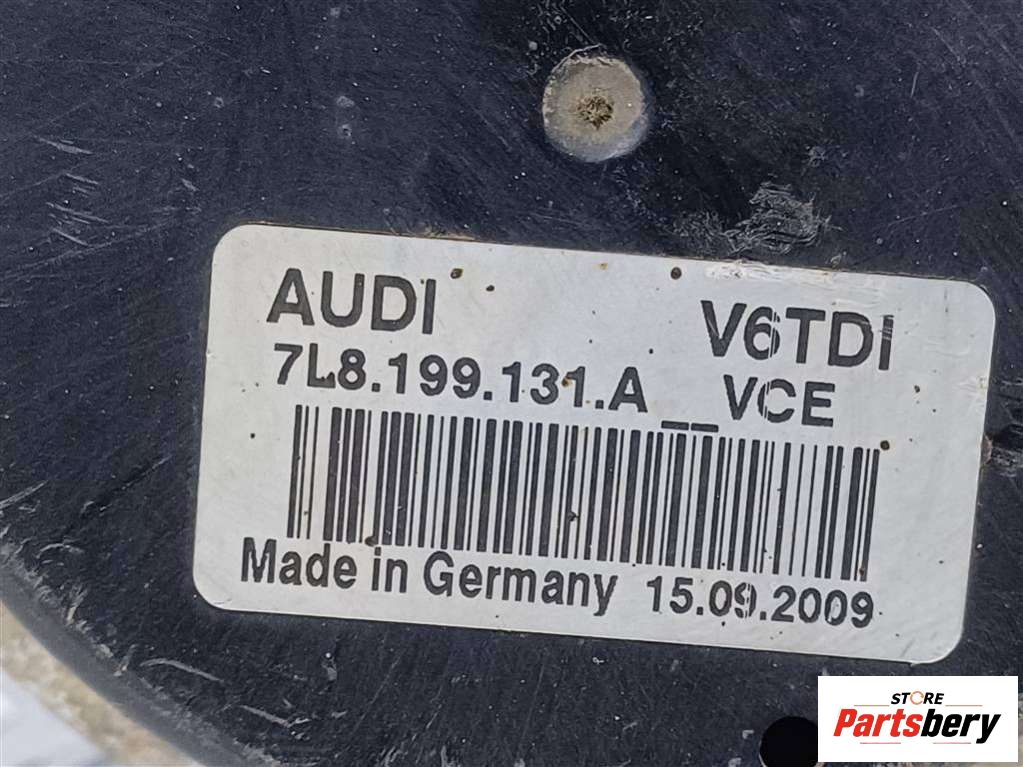 AUDI V6TDI
7L8.199.131.A__VCE
Made in Germany 15.09.2009
STORE
Partsbery